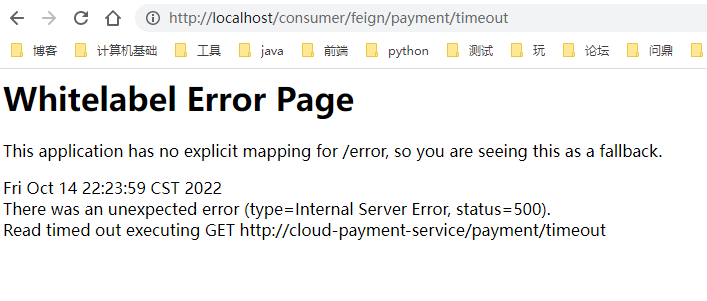 http://localhost/consumer/feign/payment/timeout
博客 计算机基础 工具 java 前端 python 测试 玩 论坛 问鼎
Whitelabel Error Page
This application has no explicit mapping for /error, so you are seeing this as a fallback.
Fri Oct 14 22:23:59 CST 2022
There was an unexpected error (type=Internal Server Error, status=500).
Read timed out executing GET http://cloud-payment-service/payment/timeout